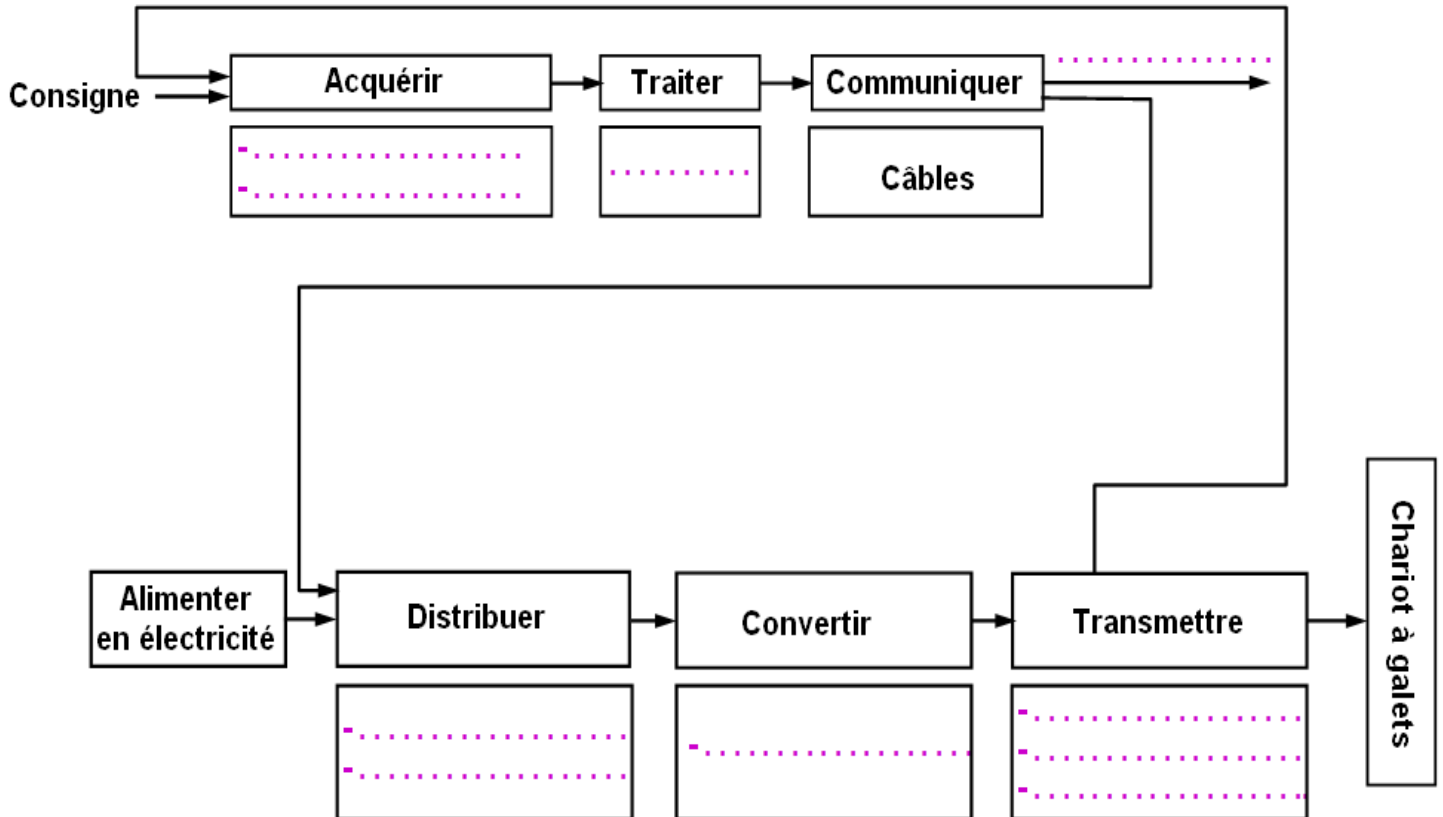 Consigne
Acquérir
Traiter
Communiquer
Câbles
Alimenter
en électricité
Distribuer
Convertir
Transmettre
Chariot à galets